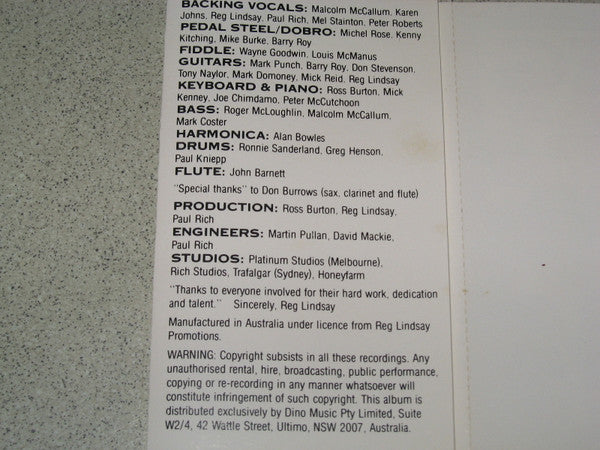 BACKING VOCALS: Malcolm McCallum, Karen
Johns, Reg Lindsay, Paul Rich, Mel Stainton, Peter Roberts
PEDAL STEEL/DOBRO: Michel Rose, Kenny
Kitching, Mike Burke, Barry Roy
FIDDLE: Wayne Goodwin, Louis McManus
GUITARS: Mark Punch, Barry Roy, Don Stevenson,
Tony Naylor, Mark Domoney, Mick Reid, Reg Lindsay
KEYBOARD & PIANO: Ross Burton, Mick
Kenney, Joe Chimdamo, Peter McCutchoon
BASS: Roger McLoughlin, Malcolm McCallum,
Mark Coster
HARMONICA: Alan Bowles
DRUMS: Ronnie Sanderland, Greg Henson,
Paul Kniepp
FLUTE: John Barnett
"Special thanks" to Don Burrows (sax, clarinet and flute)
PRODUCTION: Ross Burton, Reg Lindsay,
Paul Rich
ENGINEERS: Martin Pullan, David Mackie,
Paul Rich
STUDIOS: Platinum Studios (Melbourne),
Rich Studios, Trafalgar (Sydney), Honeyfarm
"Thanks to everyone involved for their hard work, dedication
and talent." Sincerely, Reg Lindsay
Manufactured in Australia under licence from Reg Lindsay
Promotions.
WARNING: Copyright subsists in all these recordings. Any
unauthorised rental, hire, broadcasting, public performance,
copying or re-recording in any manner whatsoever will
constitute infringement of such copyright. This album is
distributed exclusively by Dino Music Pty Limited, Suite
W2/4, 42 Wattle Street, Ultimo, NSW 2007, Australia.